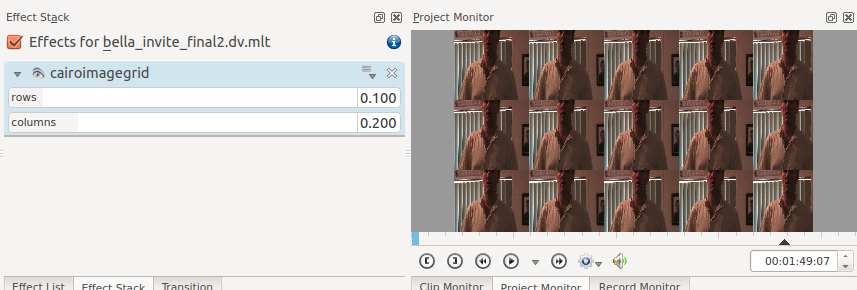 Effect Stack
Project Monitor
Effects for bella_invite_final2.dv.mlt
cairoimagegrid
rows 0.100
columns 0.200
00:01:49:07
Effect List Effect Stack Transition
Clip Monitor Project Monitor Record Monitor